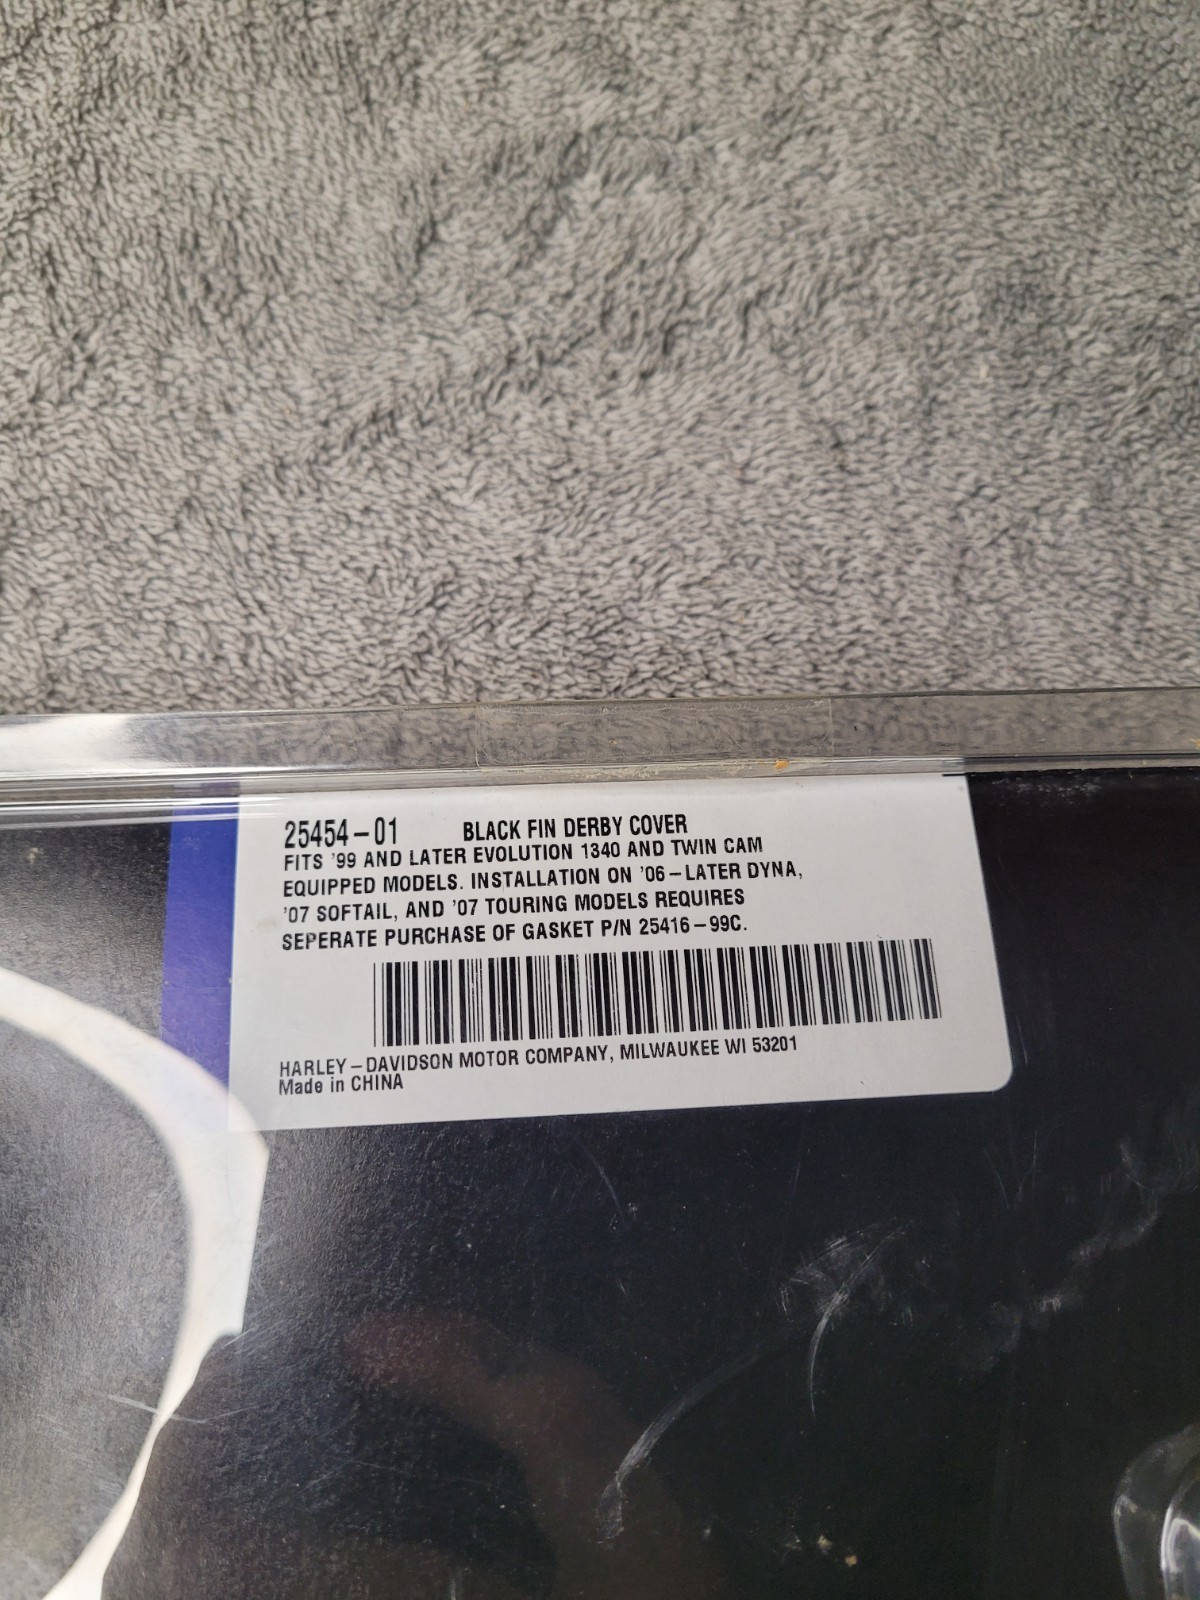 25454-01 BLACK FIN DERBY COVER
FITS '99 AND LATER EVOLUTION 1340 AND TWIN CAM
EQUIPPED MODELS. INSTALLATION ON '06-LATER DYNA,
'07 SOFTAIL, AND '07 TOURING MODELS REQUIRES
SEPERATE PURCHASE OF GASKET P/N 25416-99C.
HARLEY-DAVIDSON MOTOR COMPANY, MILWAUKEE WI 53201
Made in CHINA